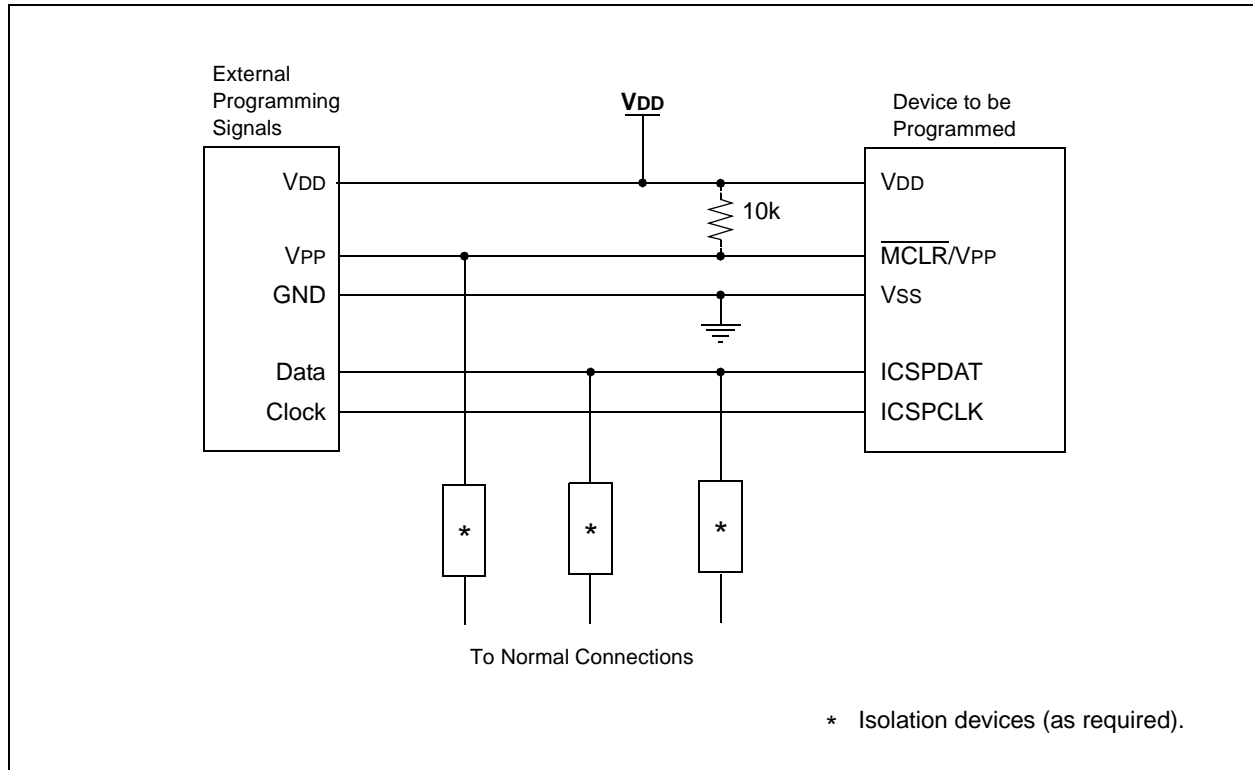 External
Programming
Signals
VDD
Device to be
Programmed
VDD
VPP
GND
Data
Clock
10k
VDD
MCLR/VPP
VSS
ICSPDAT
ICSPCLK
*
*
*
To Normal Connections
* Isolation devices (as required).